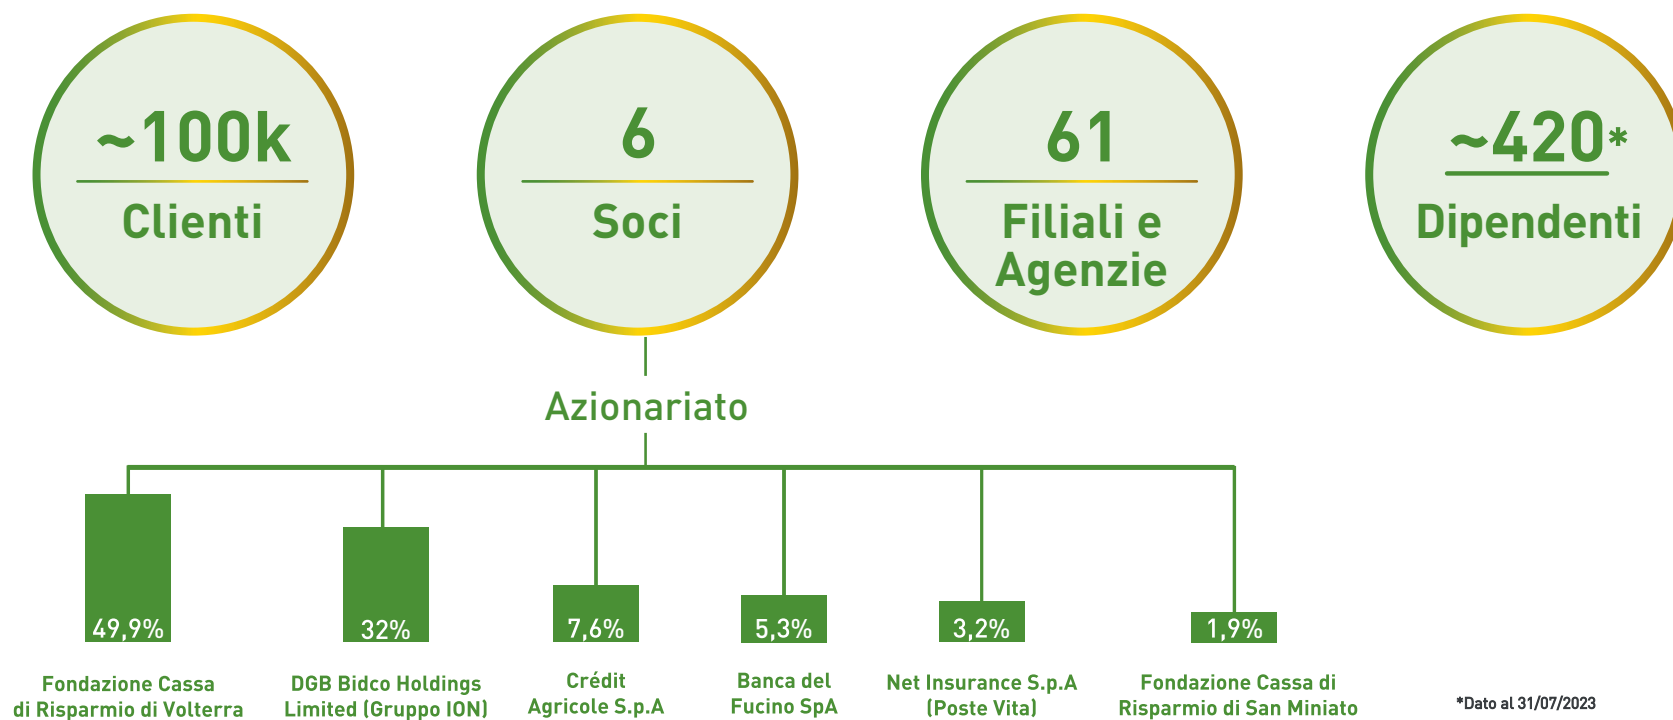 ~100k
Clienti
6
Soci
61
Filiali e
Agenzie
~420*
Dipendenti
Azionariato
49,9%
Fondazione Cassa
di Risparmio di Volterra
32%
DGB Bidco Holdings
Limited (Gruppo ION)
7,6%
Crédit
Agricole S.p.A
5,3%
Banca del
Fucino SpA
3,2%
Net Insurance S.p.A
(Poste Vita)
1,9%
Fondazione Cassa di
Risparmio di San Miniato
*Dato al 31/07/2023